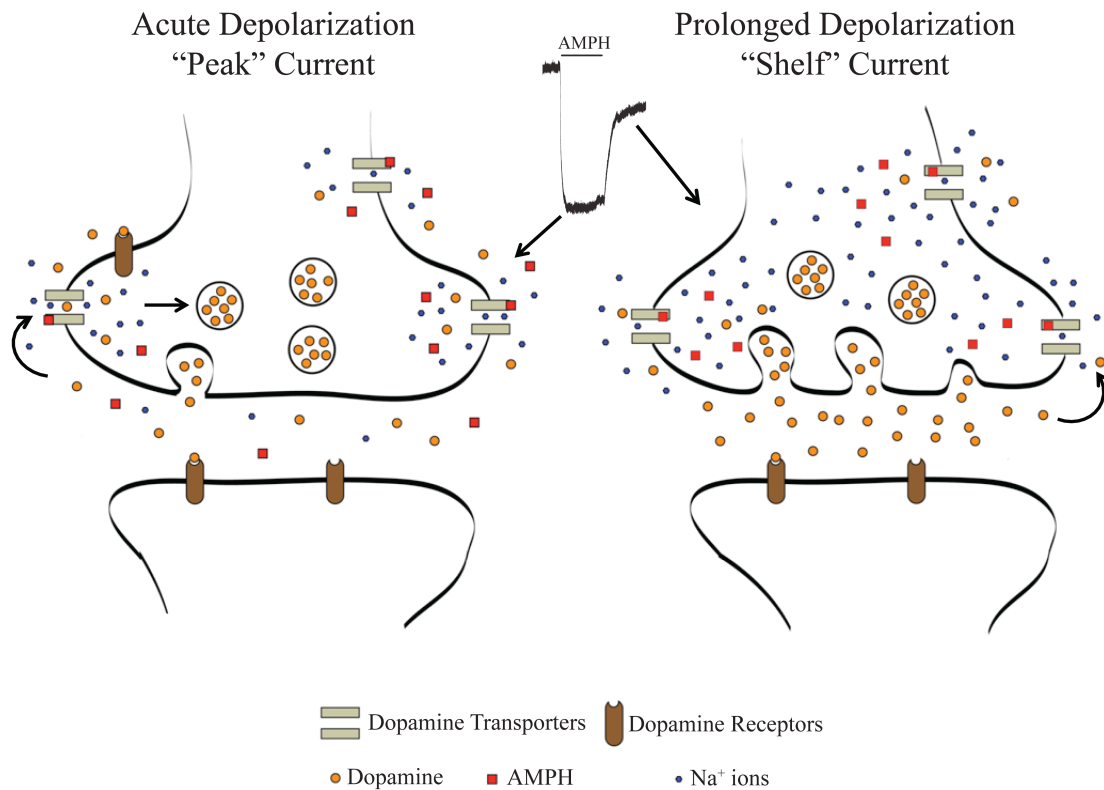 Acute Depolarization
“Peak” Current
AMPH
Prolonged Depolarization
“Shelf” Current
Dopamine Transporters
Dopamine Receptors
Dopamine
AMPH
Na⁺ ions